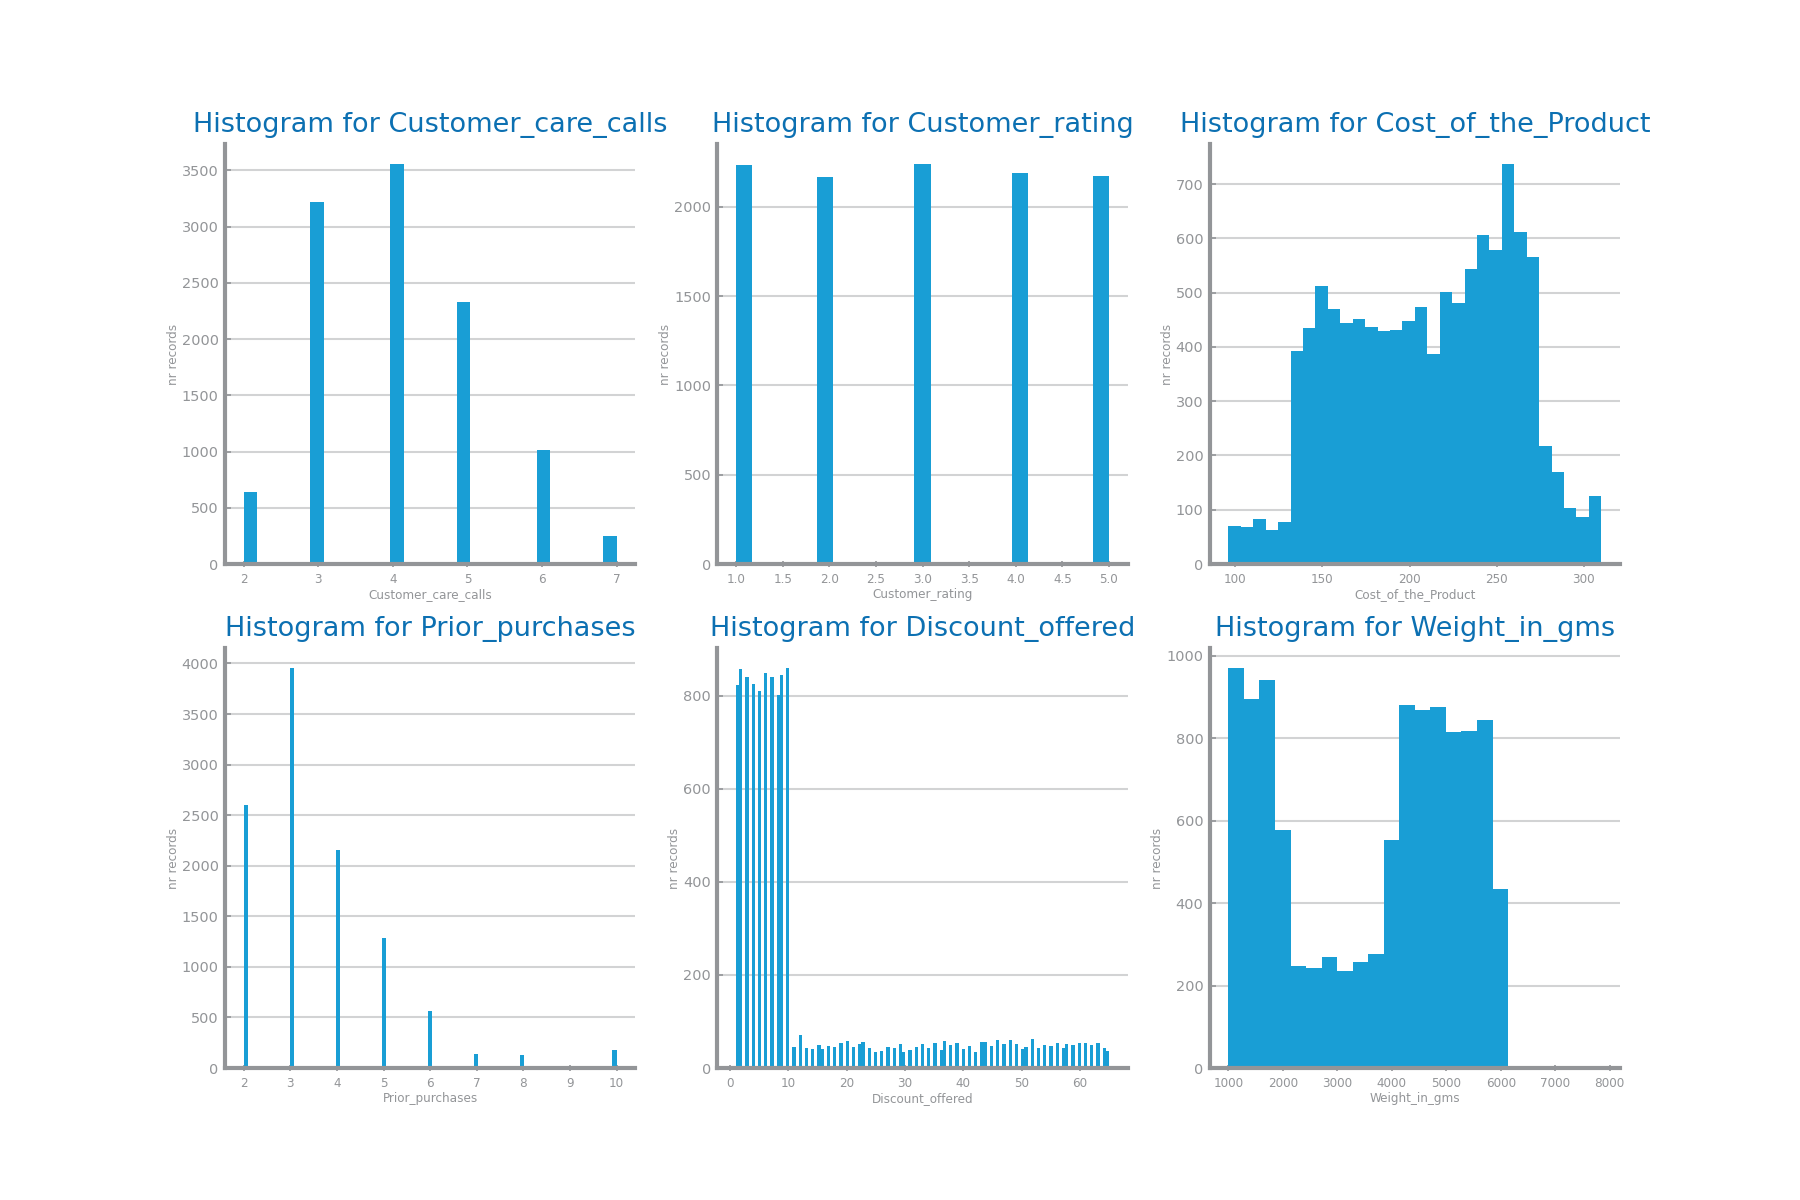 Histogram for Customer_care_calls
3500
3000
2500
2000
1500
1000
500
0
nr records
2 3 4 5 6 7
Customer_care_calls
Histogram for Customer_rating
2000
1500
1000
500
0
nr records
1.0 1.5 2.0 2.5 3.0 3.5 4.0 4.5 5.0
Customer_rating
Histogram for Cost_of_the_Product
700
600
500
400
300
200
100
0
nr records
100 150 200 250 300
Cost_of_the_Product
Histogram for Prior_purchases
4000
3500
3000
2500
2000
1500
1000
500
0
nr records
2 3 4 5 6 7 8 9 10
Prior_purchases
Histogram for Discount_offered
800
600
400
200
0
nr records
0 10 20 30 40 50 60
Discount_offered
Histogram for Weight_in_gms
1000
800
600
400
200
0
nr records
1000 2000 3000 4000 5000 6000 7000 8000
Weight_in_gms